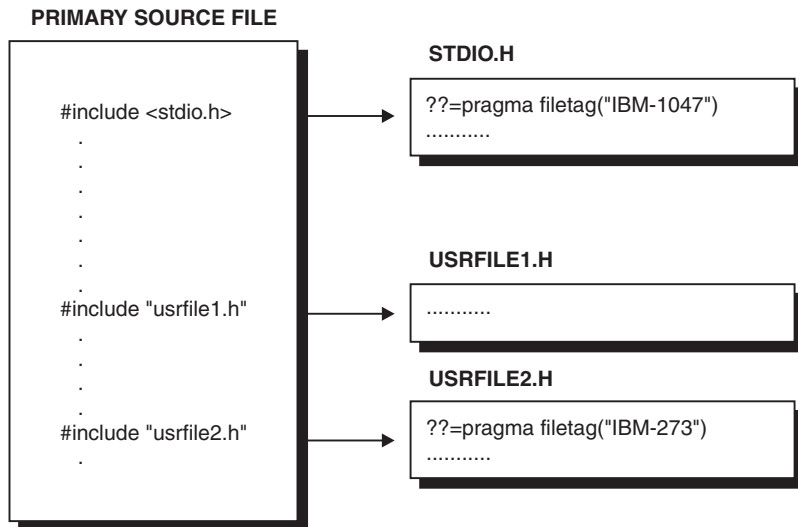 PRIMARY SOURCE FILE
#include <stdio.h>
.
.
.
.
.
.
.
#include "usrfile1.h"
.
.
.
.
#include "usrfile2.h"
.
STDIO.H
??=pragma filetag("IBM-1047")
...........
USRFILE1.H
...........
USRFILE2.H
??=pragma filetag("IBM-273")
...........